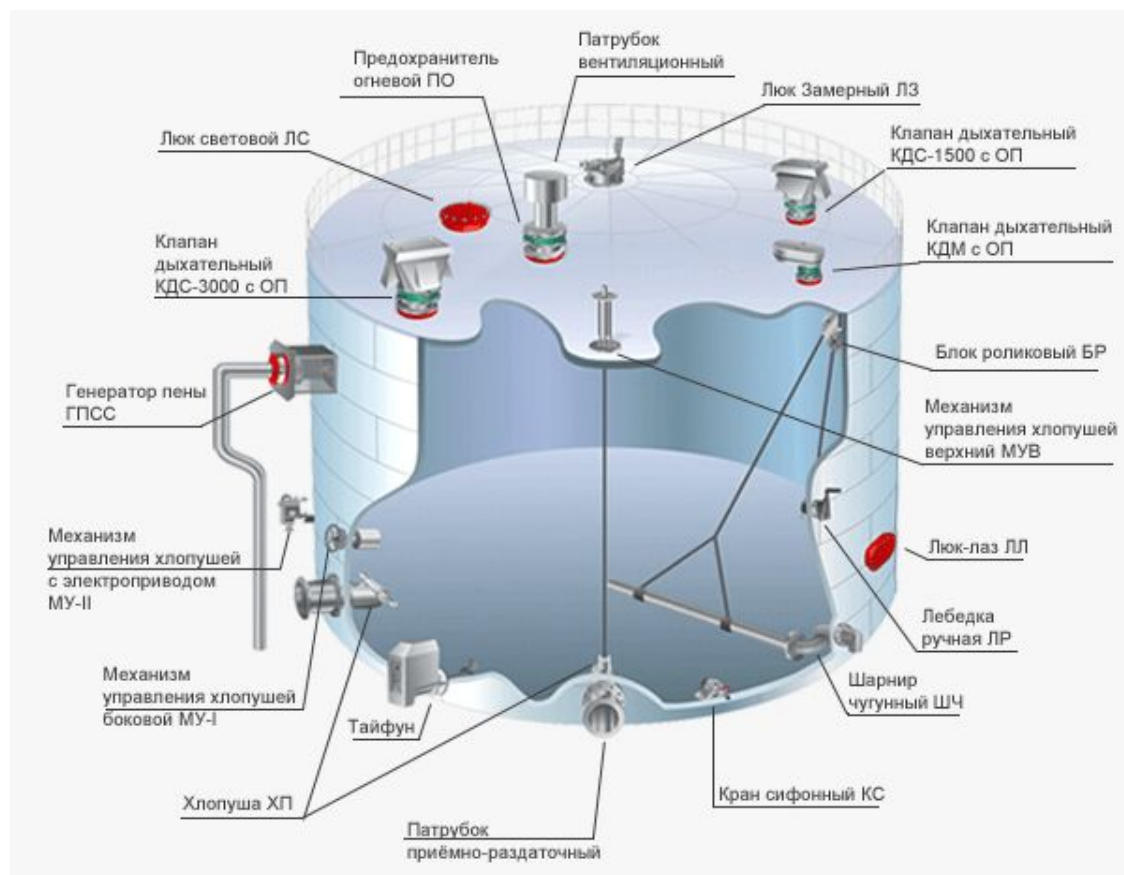 Патрубок
вентиляционный
Предохранитель
огневой ПО
Люк Замерный ЛЗ
Люк световой ЛС
Клапан дыхательный
КДС-1500 с ОП
Клапан дыхательный
КДМ с ОП
Клапан
дыхательный
КДС-3000 с ОП
Блок роликовый БР
Генератор пены
ГПСС
Механизм
управления хлопушей
верхний МУВ
Механизм
управления хлопушей
с электроприводом
МУ-II
Люк-лаз ЛЛ
Лебедка
ручная ЛР
Механизм
управления хлопушей
боковой МУ-I
Шарнир
чугунный ШЧ
Тайфун
Хлопуша ХП
Кран сифонный КС
Патрубок
приёмно-раздаточный